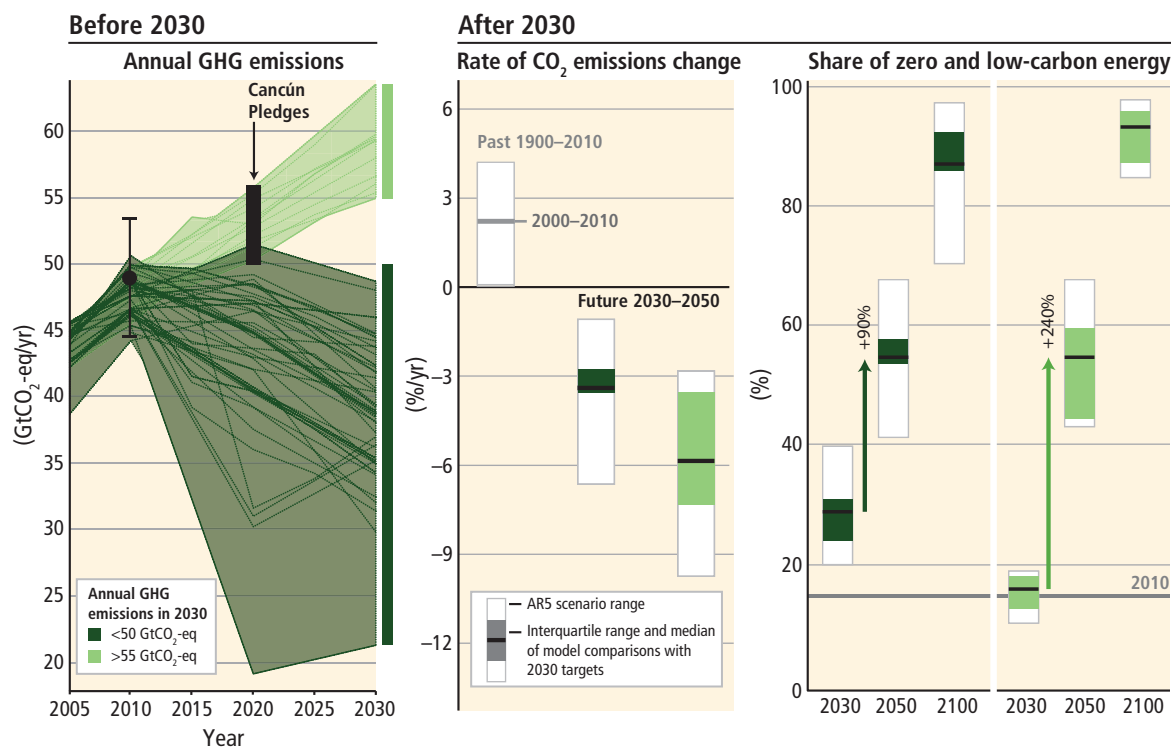 Before 2030
Annual GHG emissions
(GtCO2-eq/yr)
60
55
50
45
40
35
30
25
20
Cancún
Pledges
Annual GHG
emissions in 2030
<50 GtCO2-eq
>55 GtCO2-eq
2005 2010 2015 2020 2025 2030
Year
After 2030
Rate of CO2 emissions change
(%/yr)
6
3
0
–3
–6
–9
–12
Past 1900–2010
2000–2010
Future 2030–2050
AR5 scenario range
Interquartile range and median
of model comparisons with
2030 targets
Share of zero and low-carbon energy
(%)
100
80
60
40
20
0
+90%
+240%
2010
2030 2050 2100 2030 2050 2100